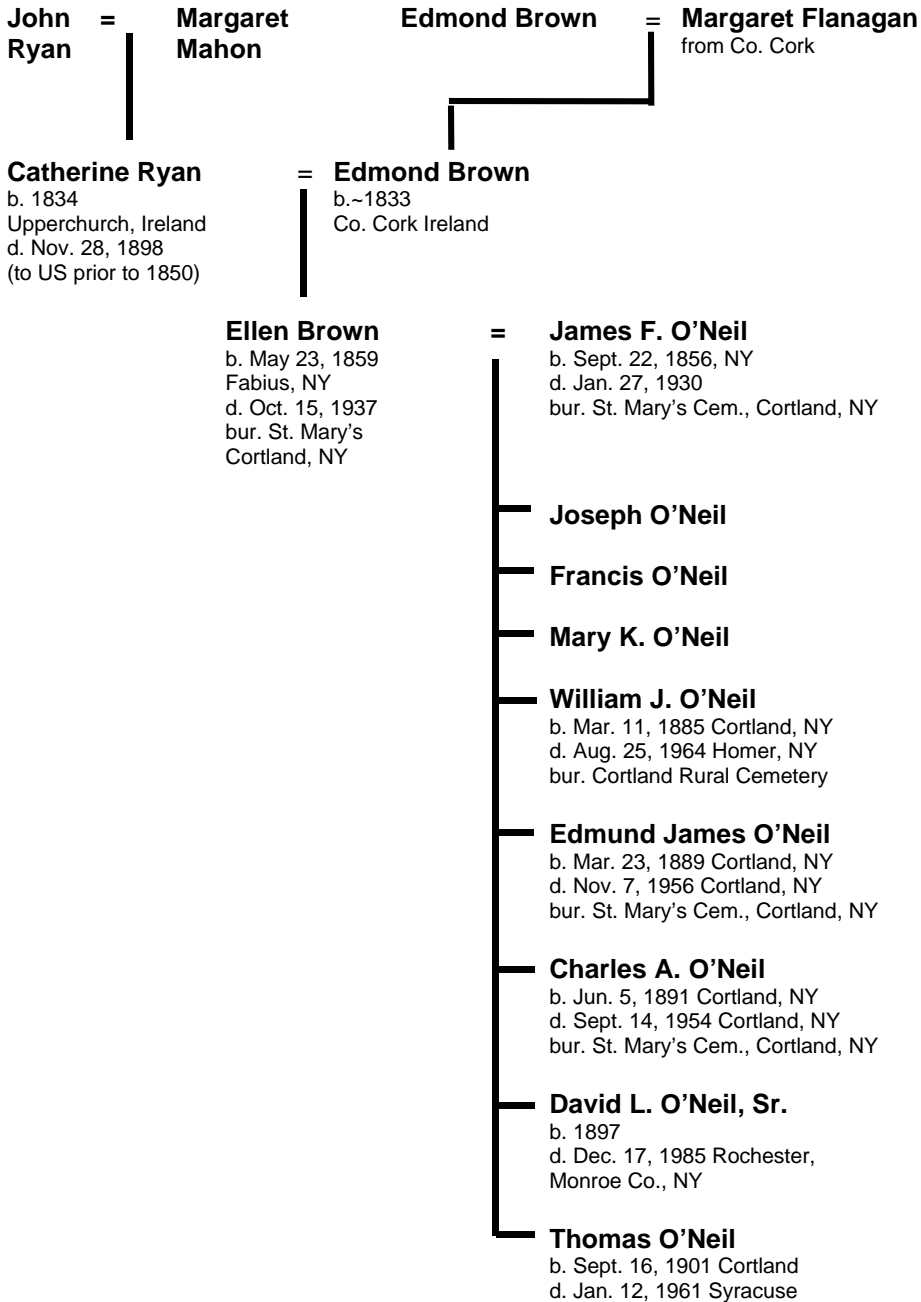 John = Margaret Edmond Brown = Margaret Flanagan
Ryan Mahon from Co. Cork
Catherine Ryan = Edmond Brown
b. 1834 b.~1833
Upperchurch, Ireland Co. Cork Ireland
d. Nov. 28, 1898
(to US prior to 1850)
Ellen Brown = James F. O’Neil
b. May 23, 1859 b. Sept. 22, 1856, NY
Fabius, NY d. Jan. 27, 1930
d. Oct. 15, 1937 bur. St. Mary’s Cem., Cortland, NY
bur. St. Mary’s
Cortland, NY
Joseph O’Neil
Francis O’Neil
Mary K. O’Neil
William J. O’Neil
b. Mar. 11, 1885 Cortland, NY
d. Aug. 25, 1964 Homer, NY
bur. Cortland Rural Cemetery
Edmund James O’Neil
b. Mar. 23, 1889 Cortland, NY
d. Nov. 7, 1956 Cortland, NY
bur. St. Mary’s Cem., Cortland, NY
Charles A. O’Neil
b. Jun. 5, 1891 Cortland, NY
d. Sept. 14, 1954 Cortland, NY
bur. St. Mary’s Cem., Cortland, NY
David L. O’Neil, Sr.
b. 1897
d. Dec. 17, 1985 Rochester,
Monroe Co., NY
Thomas O’Neil
b. Sept. 16, 1901 Cortland
d. Jan. 12, 1961 Syracuse